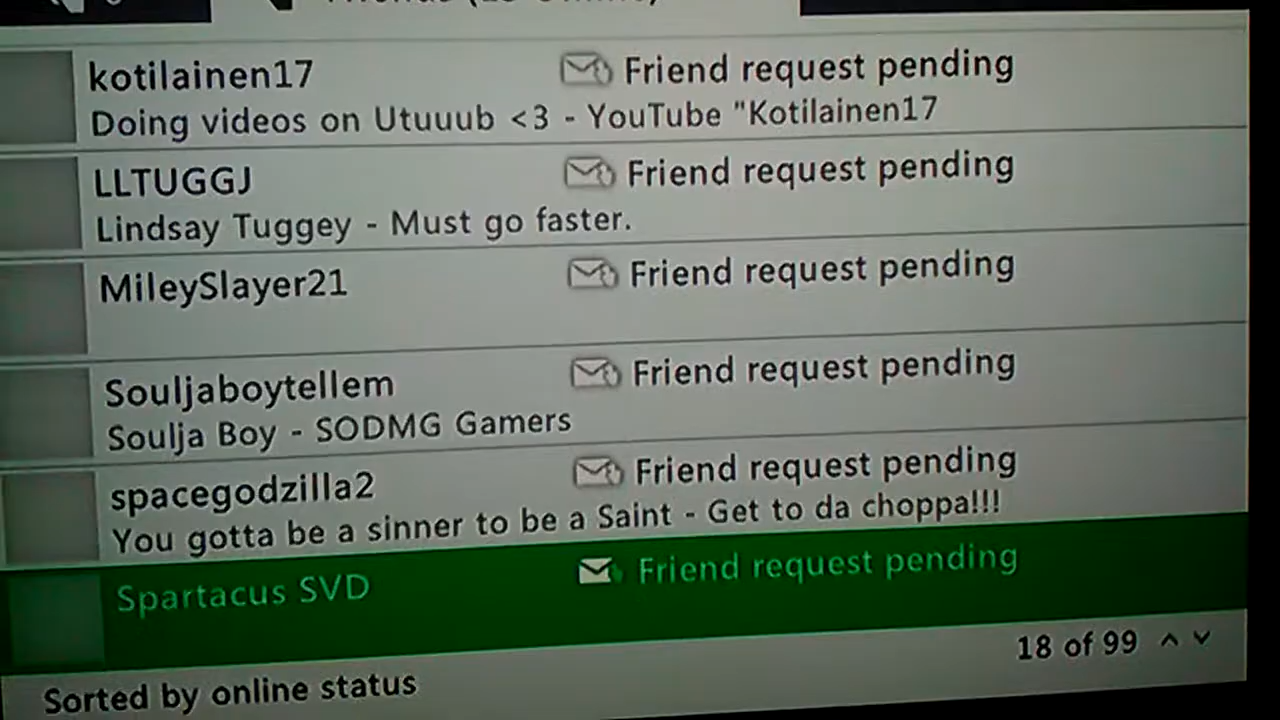 kotilainen17 Friend request pending
Doing videos on Utuuub <3 - YouTube "Kotilainen17
LLTUGGJ Friend request pending
Lindsay Tuggey - Must go faster.
MileySlayer21 Friend request pending
Souljaboytellem Friend request pending
Soulja Boy - SODMG Gamers
spacegodzilla2 Friend request pending
You gotta be a sinner to be a Saint - Get to da choppa!!!
Spartacus SVD Friend request pending
18 of 99
Sorted by online status